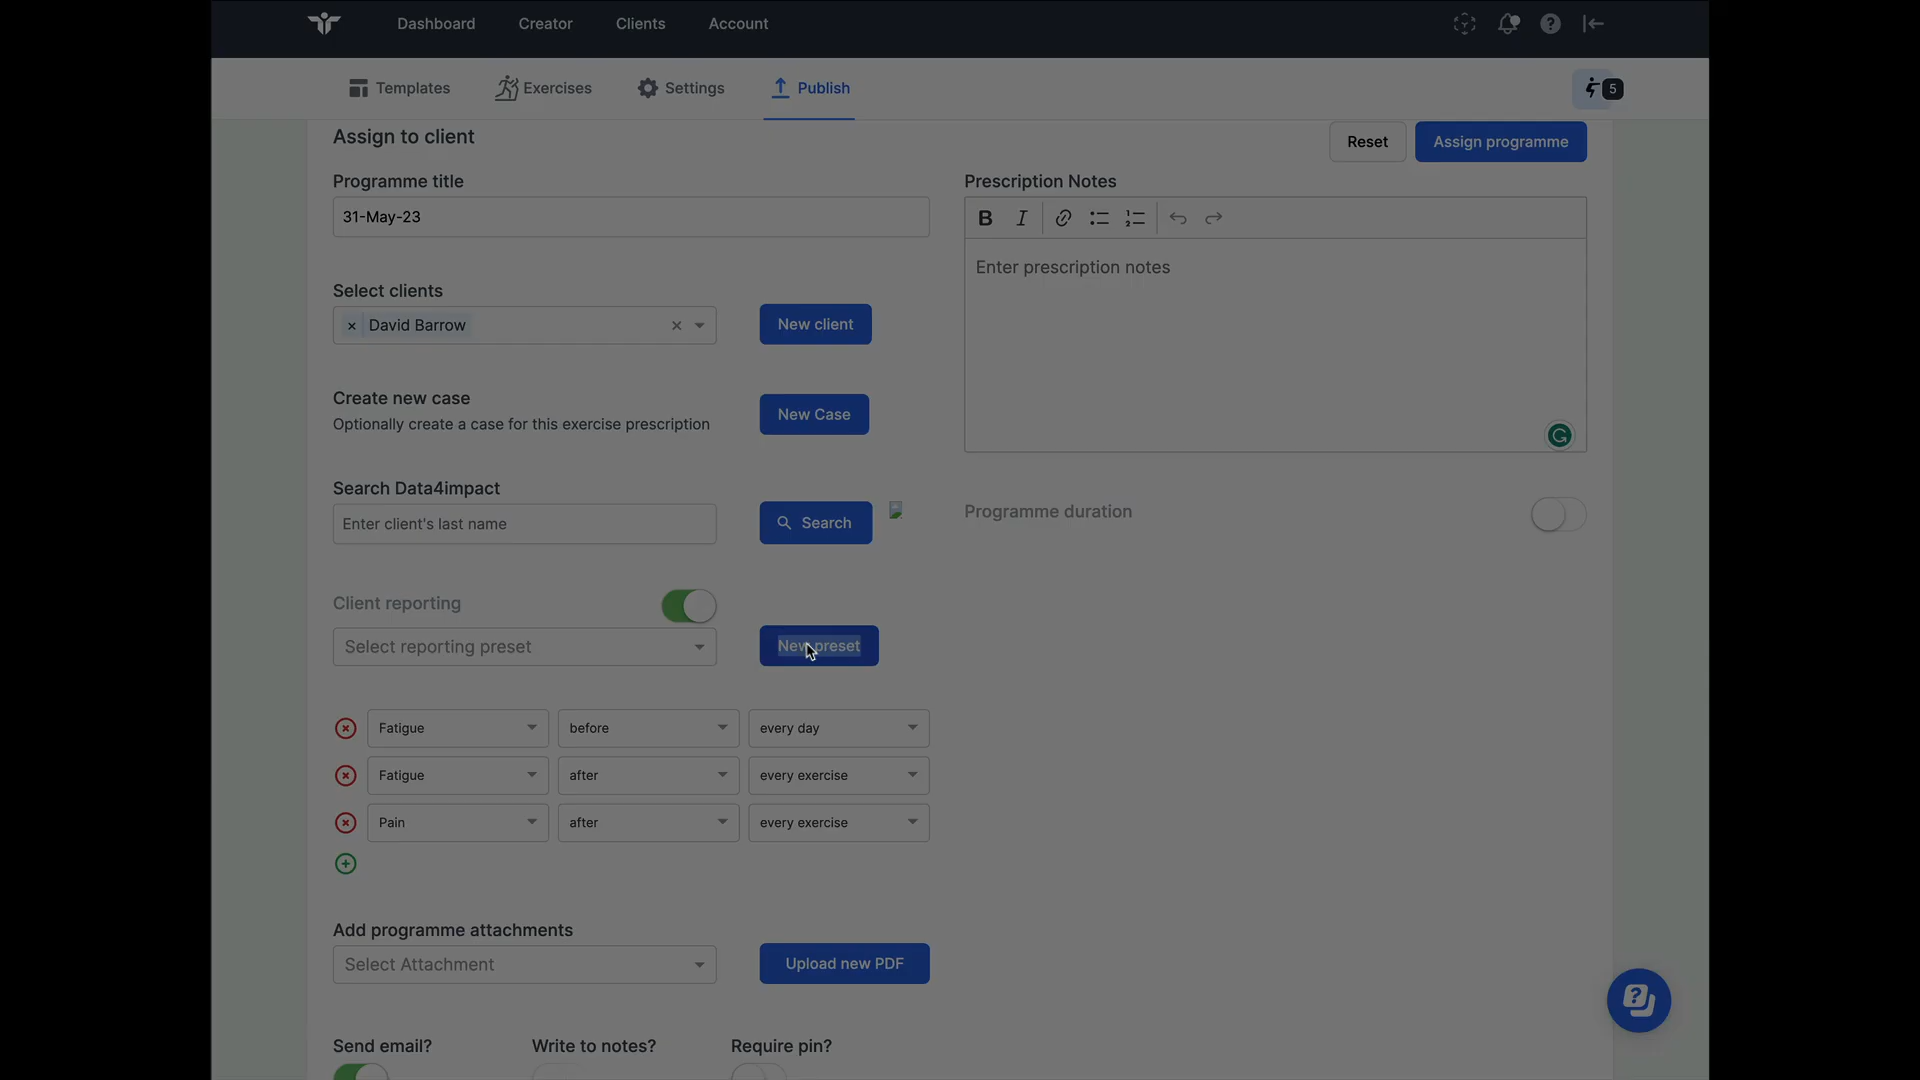 Dashboard Creator Clients Account
Templates Exercises Settings Publish 5
Assign to client
Reset Assign programme
Programme title
31-May-23
Prescription Notes
B I
Enter prescription notes
Select clients
× David Barrow
New client
Create new case
Optionally create a case for this exercise prescription
New Case
Search Data4impact
Enter client's last name
Search
Programme duration
Client reporting
Select reporting preset
New preset
Fatigue before every day
Fatigue after every exercise
Pain after every exercise
Add programme attachments
Select Attachment
Upload new PDF
Send email? Write to notes? Require pin?